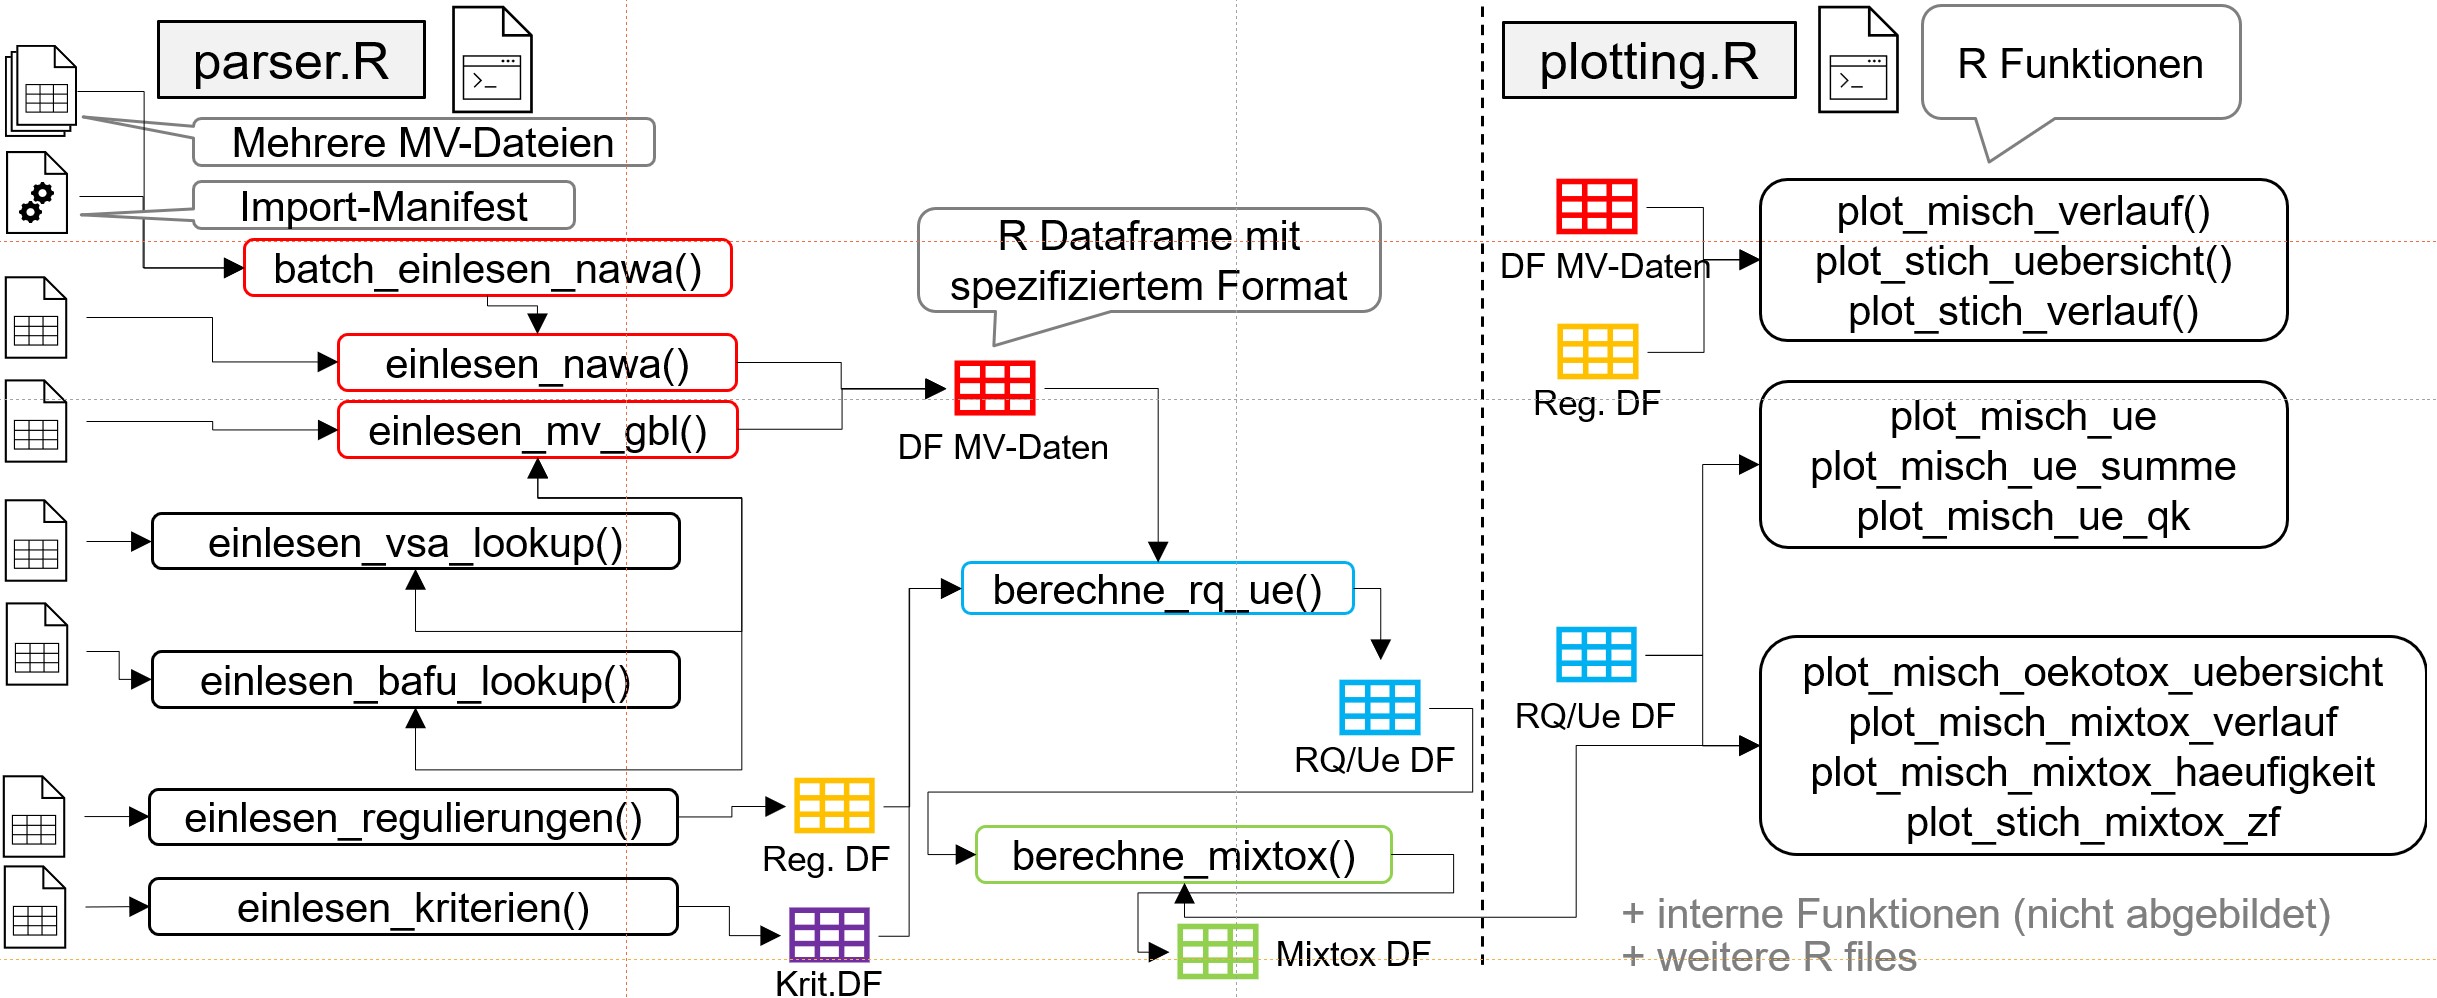 parser.R
Mehrere MV-Dateien
Import-Manifest
batch_einlesen_nawa()
einlesen_nawa()
einlesen_mv_gbl()
einlesen_vsa_lookup()
einlesen_bafu_lookup()
einlesen_regulierungen()
einlesen_kriterien()
R Dataframe mit
spezifiziertem Format
DF MV-Daten
berechne_rq_ue()
RQ/Ue DF
Reg. DF
berechne_mixtox()
Krit.DF
Mixtox DF
plotting.R
R Funktionen
DF MV-Daten
Reg. DF
plot_misch_verlauf()
plot_stich_uebersicht()
plot_stich_verlauf()
plot_misch_ue
plot_misch_ue_summe
plot_misch_ue_qk
RQ/Ue DF
plot_misch_oekotox_uebersicht
plot_misch_mixtox_verlauf
plot_misch_mixtox_haeufigkeit
plot_stich_mixtox_zf
+ interne Funktionen (nicht abgebildet)
+ weitere R files